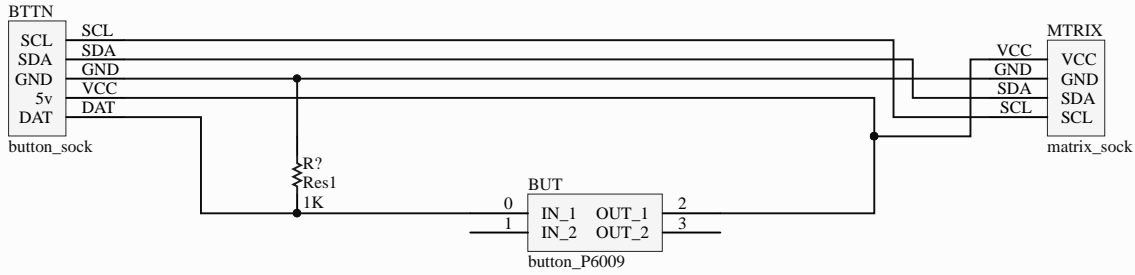 BTTN
SCL SCL
SDA SDA
GND GND
5v VCC
DAT DAT
button_sock
MTRIX
VCC VCC
GND GND
SDA SDA
SCL SCL
matrix_sock
R?
Res1
1K
BUT
0 IN_1 OUT_1 2
1 IN_2 OUT_2 3
button_P6009